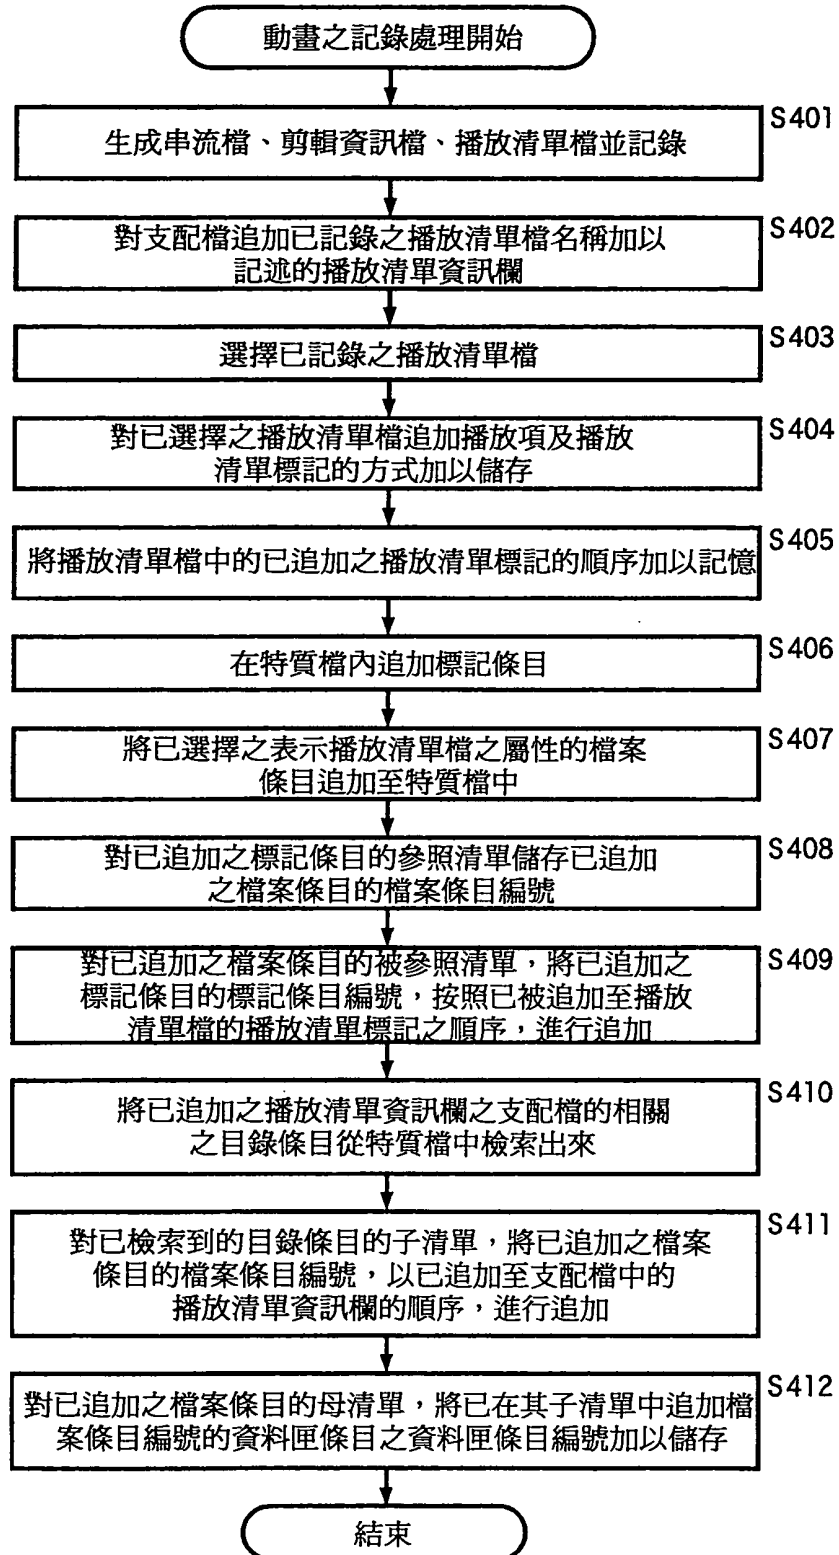 動畫之記錄處理開始
S401
生成串流檔、剪輯資訊檔、播放清單檔並記錄
S402
對支配檔追加已記錄之播放清單檔名稱加以
記述的播放清單資訊欄
S403
選擇已記錄之播放清單檔
S404
對已選擇之播放清單檔追加播放項及播放
清單標記的方式加以儲存
S405
將播放清單檔中的已追加之播放清單標記的順序加以記憶
S406
在特質檔內追加標記條目
S407
將已選擇之表示播放清單檔之屬性的檔案
條目追加至特質檔中
S408
對已追加之標記條目的參照清單儲存已追加
之檔案條目的檔案條目編號
S409
對已追加之檔案條目的被參照清單，將已追加之
標記條目的標記條目編號，按照已被追加至播放
清單檔的播放清單標記之順序，進行追加
S410
將已追加之播放清單資訊欄之支配檔的相關
之目錄條目從特質檔中檢索出來
S411
對已檢索到的目錄條目的子清單，將已追加之檔案
條目的檔案條目編號，以已追加至支配檔中的
播放清單資訊欄的順序，進行追加
S412
對已追加之檔案條目的母清單，將已在其子清單中追加檔
案條目編號的資料匣條目之資料匣條目編號加以儲存
結束